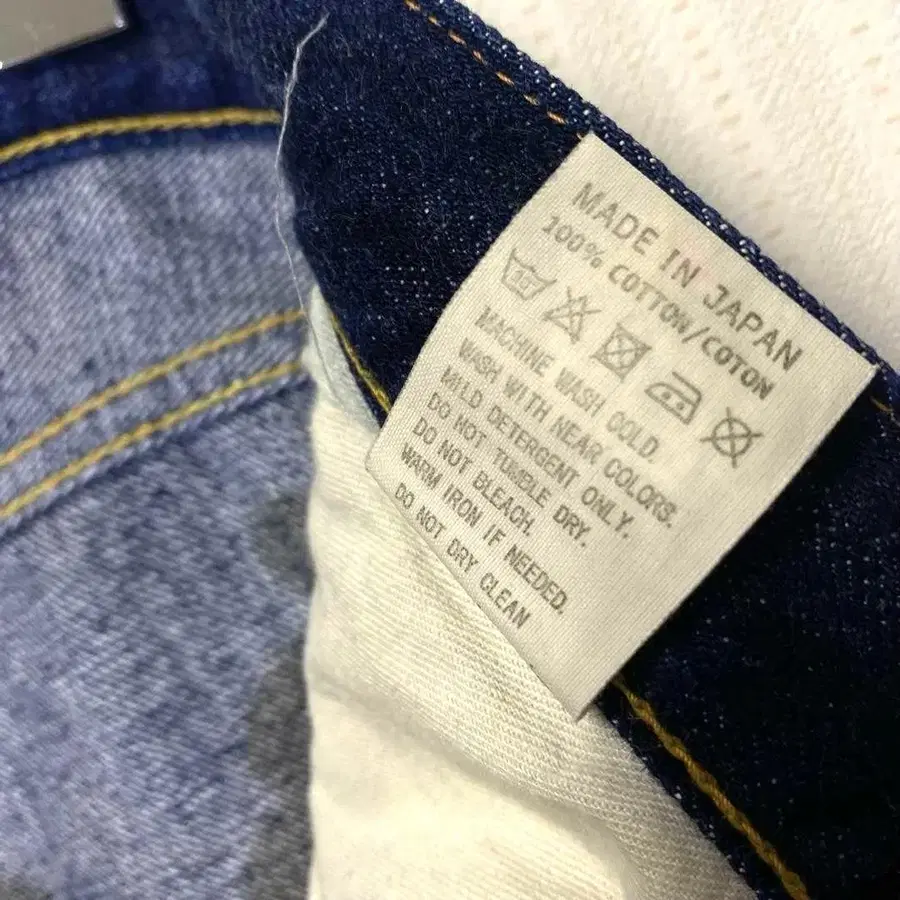 MADE IN JAPAN
100% COTTON/COTON
MACHINE WASH COLD.
WASH WITH NEAR COLORS.
MILD DETERGENT ONLY.
DO NOT TUMBLE DRY.
DO NOT BLEACH.
WARM IRON IF NEEDED.
DO NOT DRY CLEAN